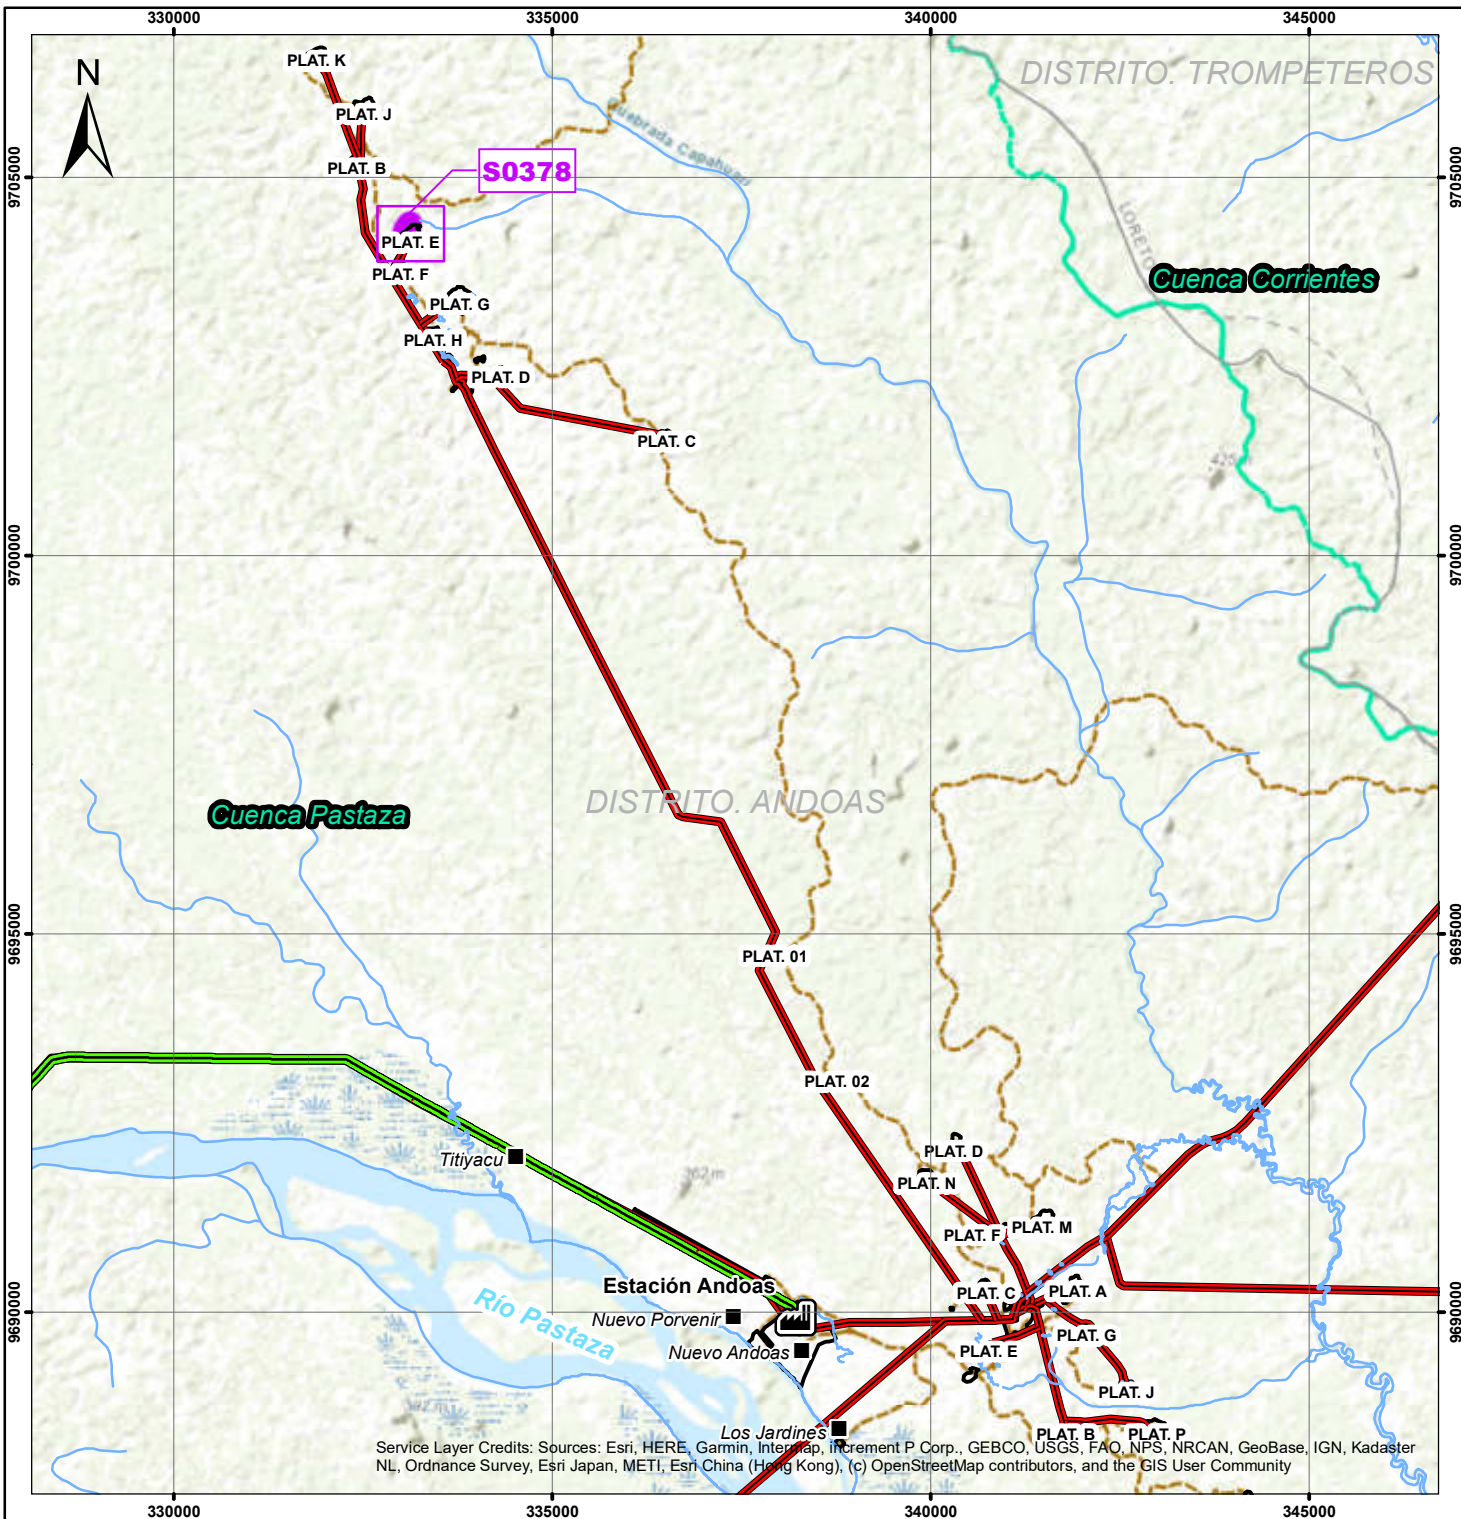 330000
335000
340000
345000
N
PLAT. K
DISTRITO. TROMPETEROS
PLAT. J
Quebrada Capahuari
PLAT. B
S0378
9705000
9705000
LORETO
PLAT. E
PLAT. F
Cuenca Corrientes
PLAT. G
PLAT. H
PLAT. D
PLAT. C
9700000
9700000
DISTRITO. ANDOAS
Cuenca Pastaza
9695000
9695000
PLAT. 01
PLAT. 02
PLAT. D
Titiyacu
362 m
PLAT. N
PLAT. M
PLAT. F
Estación Andoas
PLAT. C
PLAT. A
Río Pastaza
Nuevo Porvenir
9690000
9690000
PLAT. G
Nuevo Andoas
PLAT. E
PLAT. J
Los Jardines
PLAT. B
PLAT. P
Service Layer Credits: Sources: Esri, HERE, Garmin, Intermap, increment P Corp., GEBCO, USGS, FAO, NPS, NRCAN, GeoBase, IGN, Kadaster
NL, Ordnance Survey, Esri Japan, METI, Esri China (Hong Kong), (c) OpenStreetMap contributors, and the GIS User Community
330000
335000
340000
345000